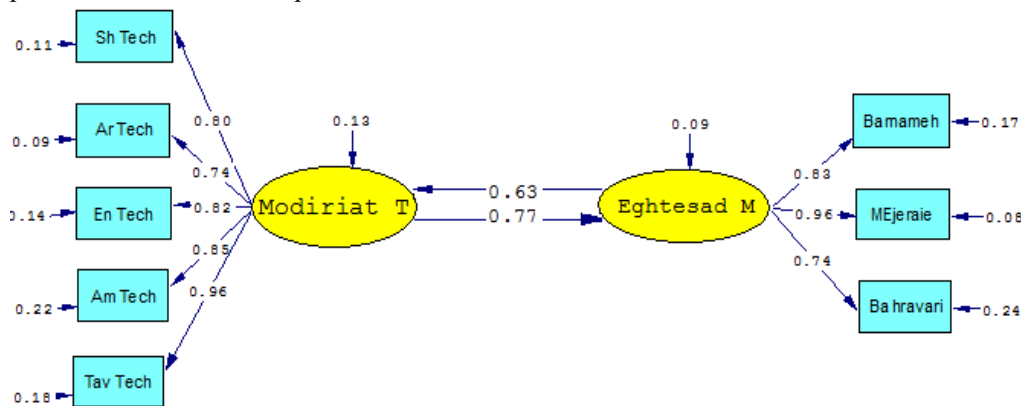 Sh Tech
0.11
Ar Tech
0.09
En Tech
0.14
Am Tech
0.22
Tav Tech
0.18
0.80
0.74
0.82
0.85
0.96
0.13
Modiriat T
0.63
0.77
0.09
Eghtesad M
0.83
0.96
0.74
Bamameh
0.17
MEjeraie
0.08
Bahravari
0.24